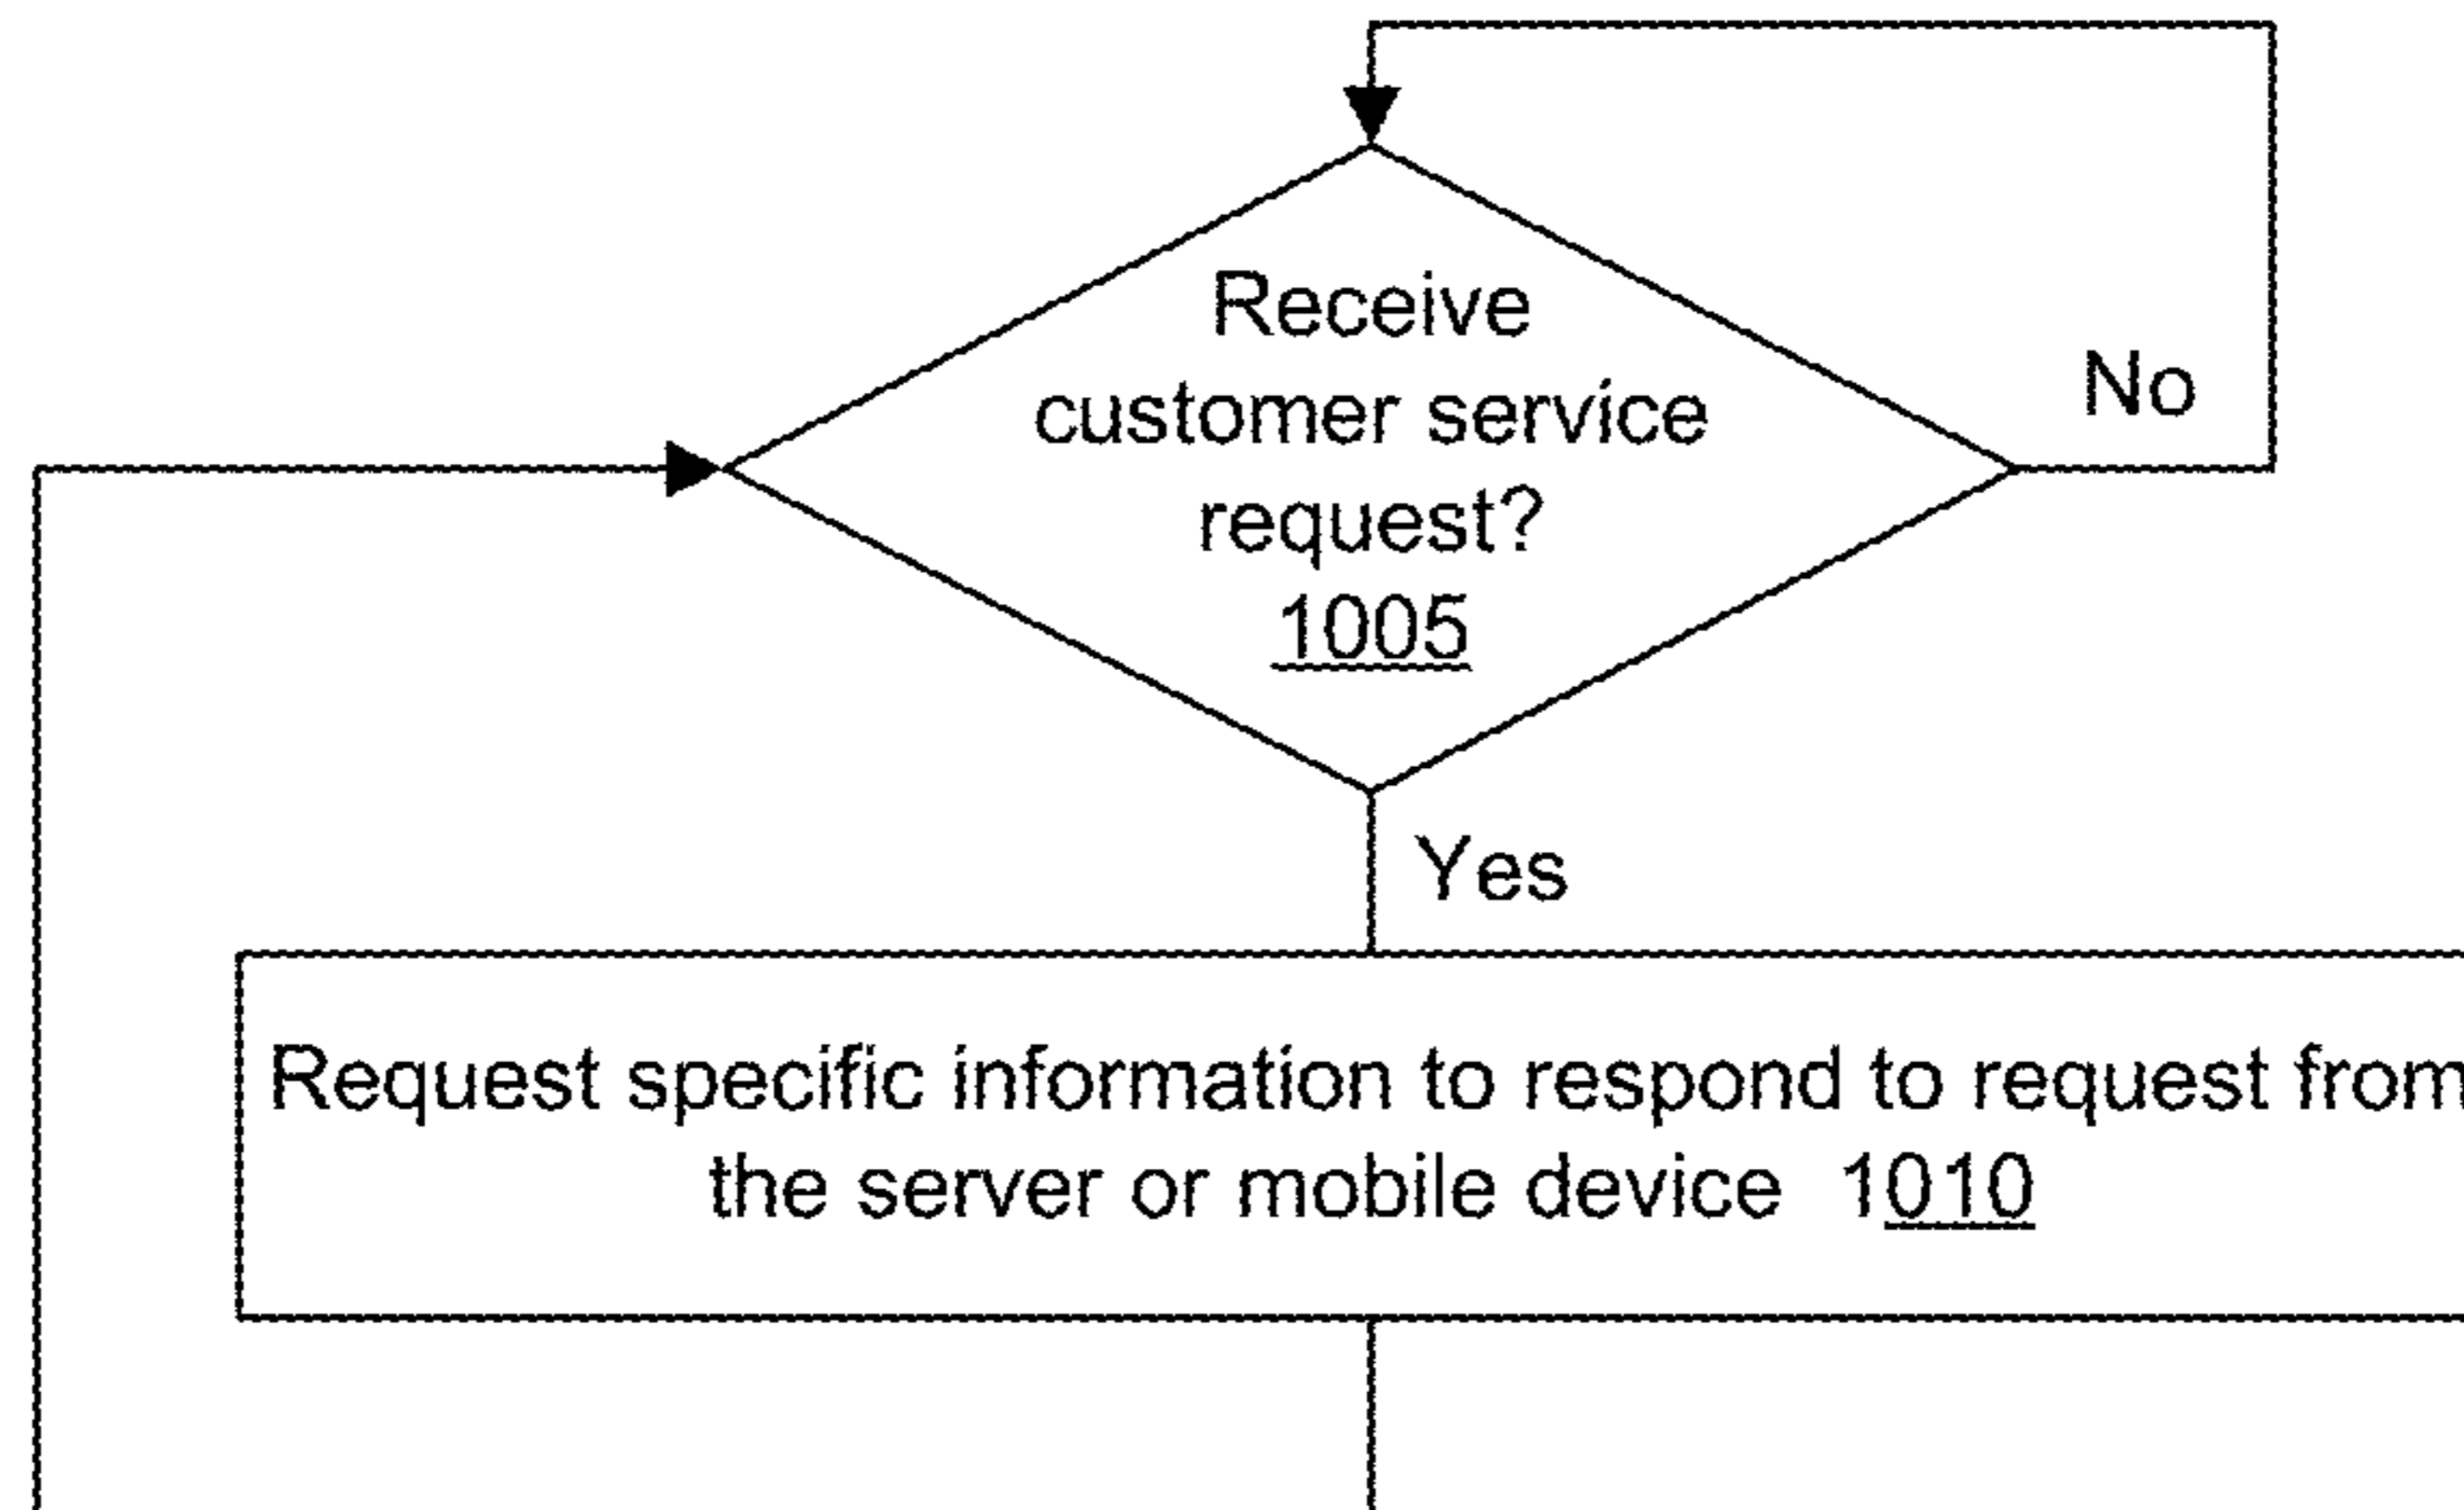 Receive
customer service
request?
1005
No
Yes
Request specific information to respond to request from
the server or mobile device 1010